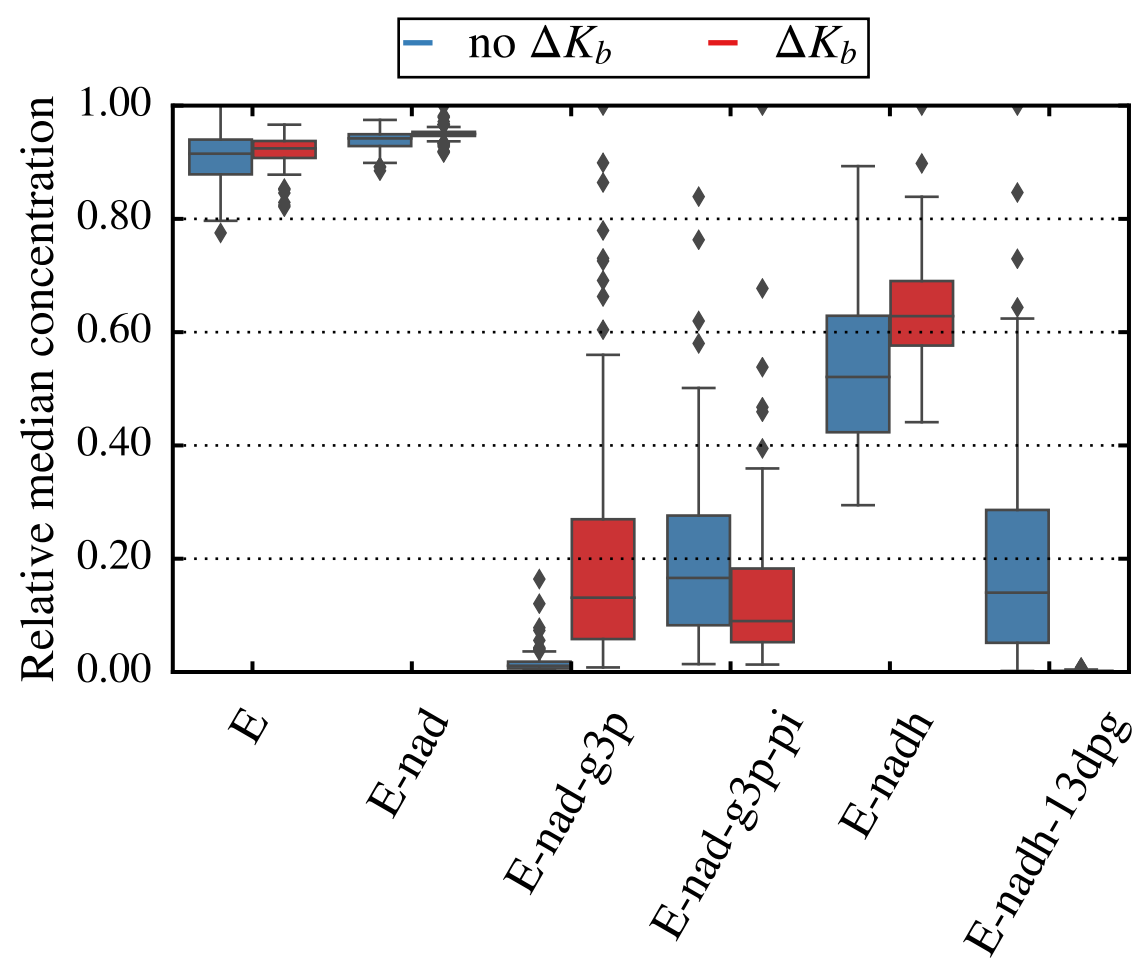 no ΔK_b ΔK_b
Relative median concentration
1.00
0.80
0.60
0.40
0.20
0.00
E
E-nad
E-nad-g3p
E-nad-g3p-pi
E-nadh
E-nadh-13dpg